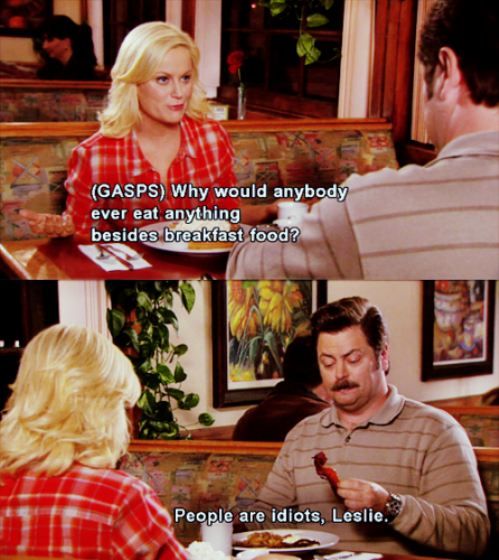 (GASPS) Why would anybody
ever eat anything
besides breakfast food?
People are idiots, Leslie.